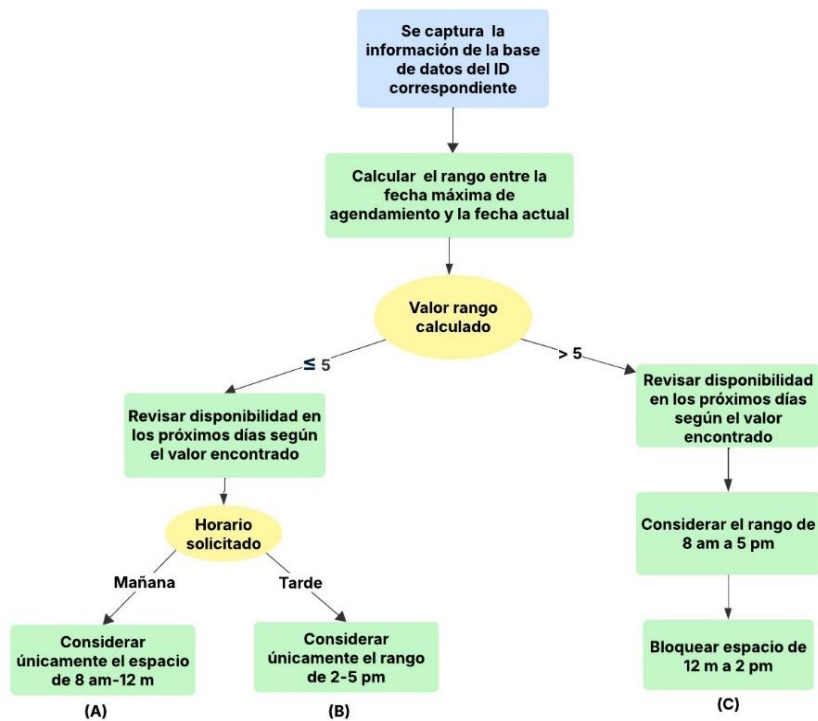 Se captura la
información de la base
de datos del ID
correspondiente
Calcular el rango entre la
fecha máxima de
agendamiento y la fecha actual
Valor rango
calculado
≤ 5
> 5
Revisar disponibilidad en
los próximos días según
el valor encontrado
Revisar disponibilidad
en los próximos días
según el valor
encontrado
Horario
solicitado
Considerar el rango de
8 am a 5 pm
Mañana
Tarde
Considerar
únicamente el espacio
de 8 am-12 m
Considerar
únicamente el rango
de 2-5 pm
Bloquear espacio de
12 m a 2 pm
(A)
(B)
(C)